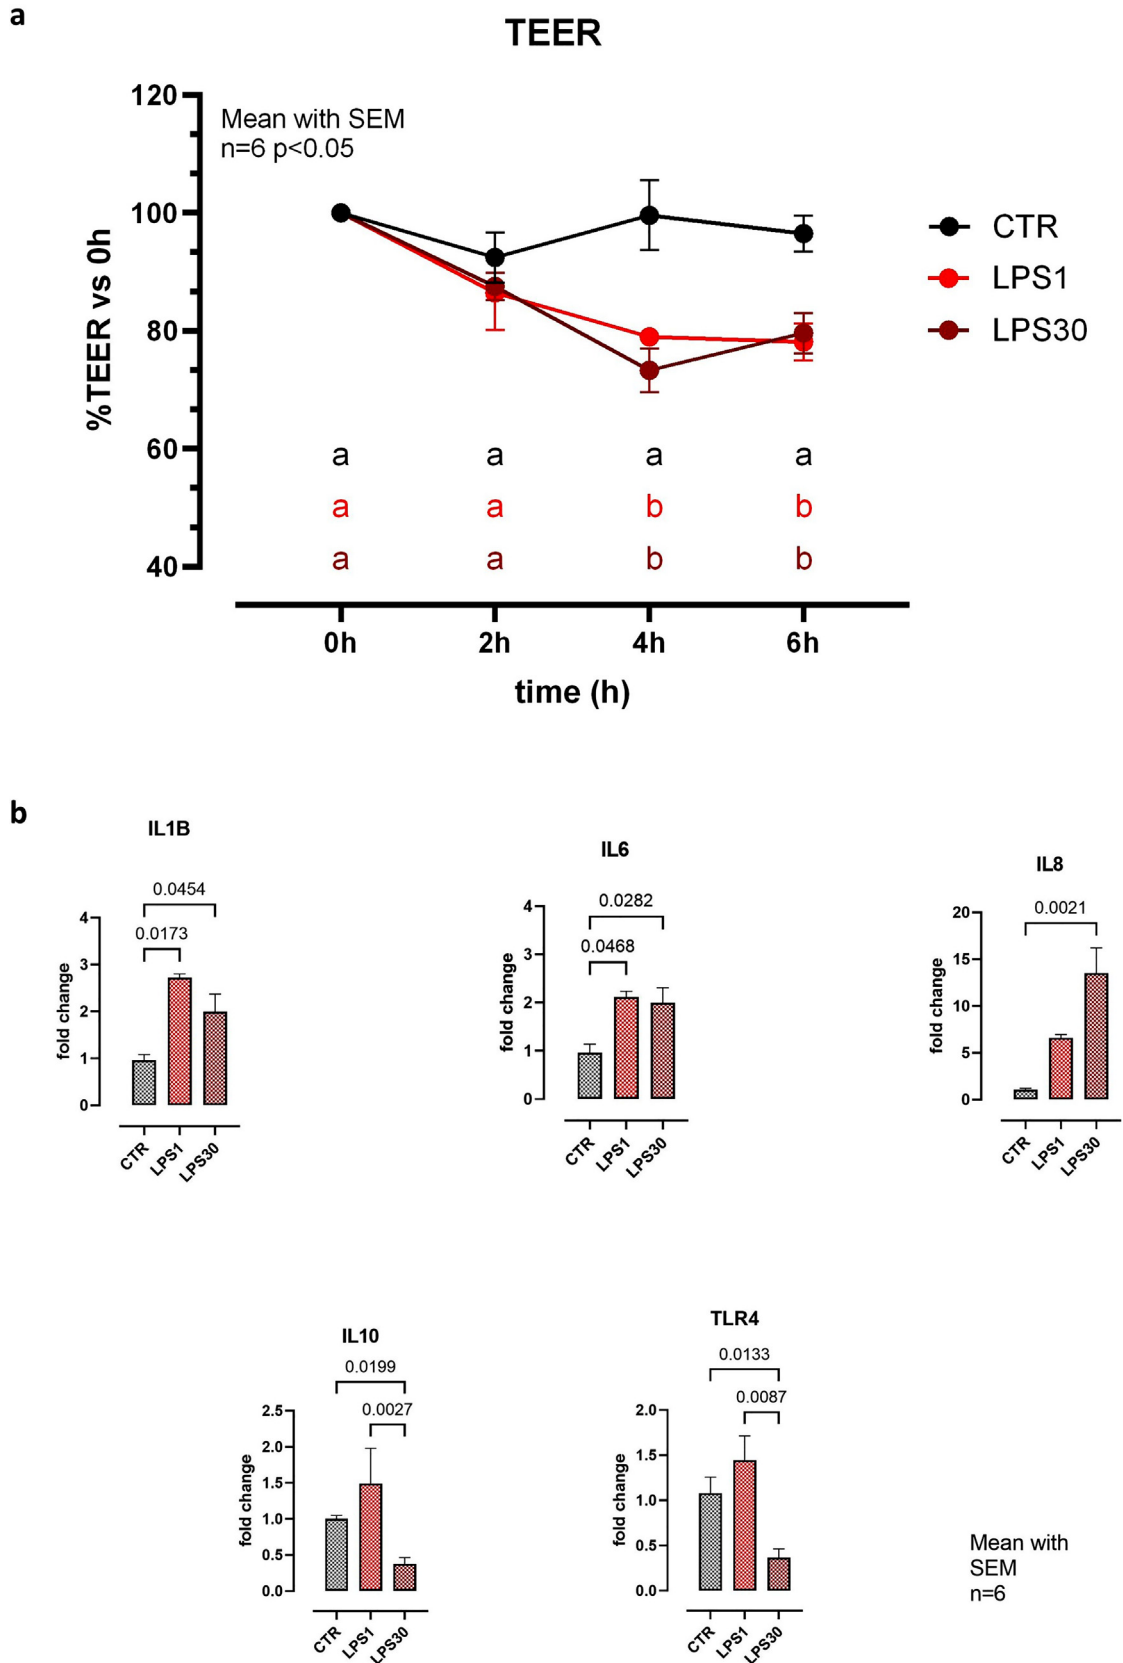 a
TEER
120
100
80
60
40
%TEER vs 0h
Mean with SEM
n=6 p<0.05
CTR
LPS1
LPS30
a a a a
a a b b
a a b b
0h 2h 4h 6h
time (h)
b
IL1B
0.0454
0.0173
4
3
2
1
0
fold change
CTR LPS1 LPS30
IL6
0.0282
0.0468
4
3
2
1
0
fold change
CTR LPS1 LPS30
IL8
0.0021
20
15
10
5
0
fold change
CTR LPS1 LPS30
IL10
0.0199
0.0027
2.5
2.0
1.5
1.0
0.5
0.0
fold change
CTR LPS1 LPS30
TLR4
0.0133
0.0087
2.0
1.5
1.0
0.5
0.0
fold change
CTR LPS1 LPS30
Mean with
SEM
n=6